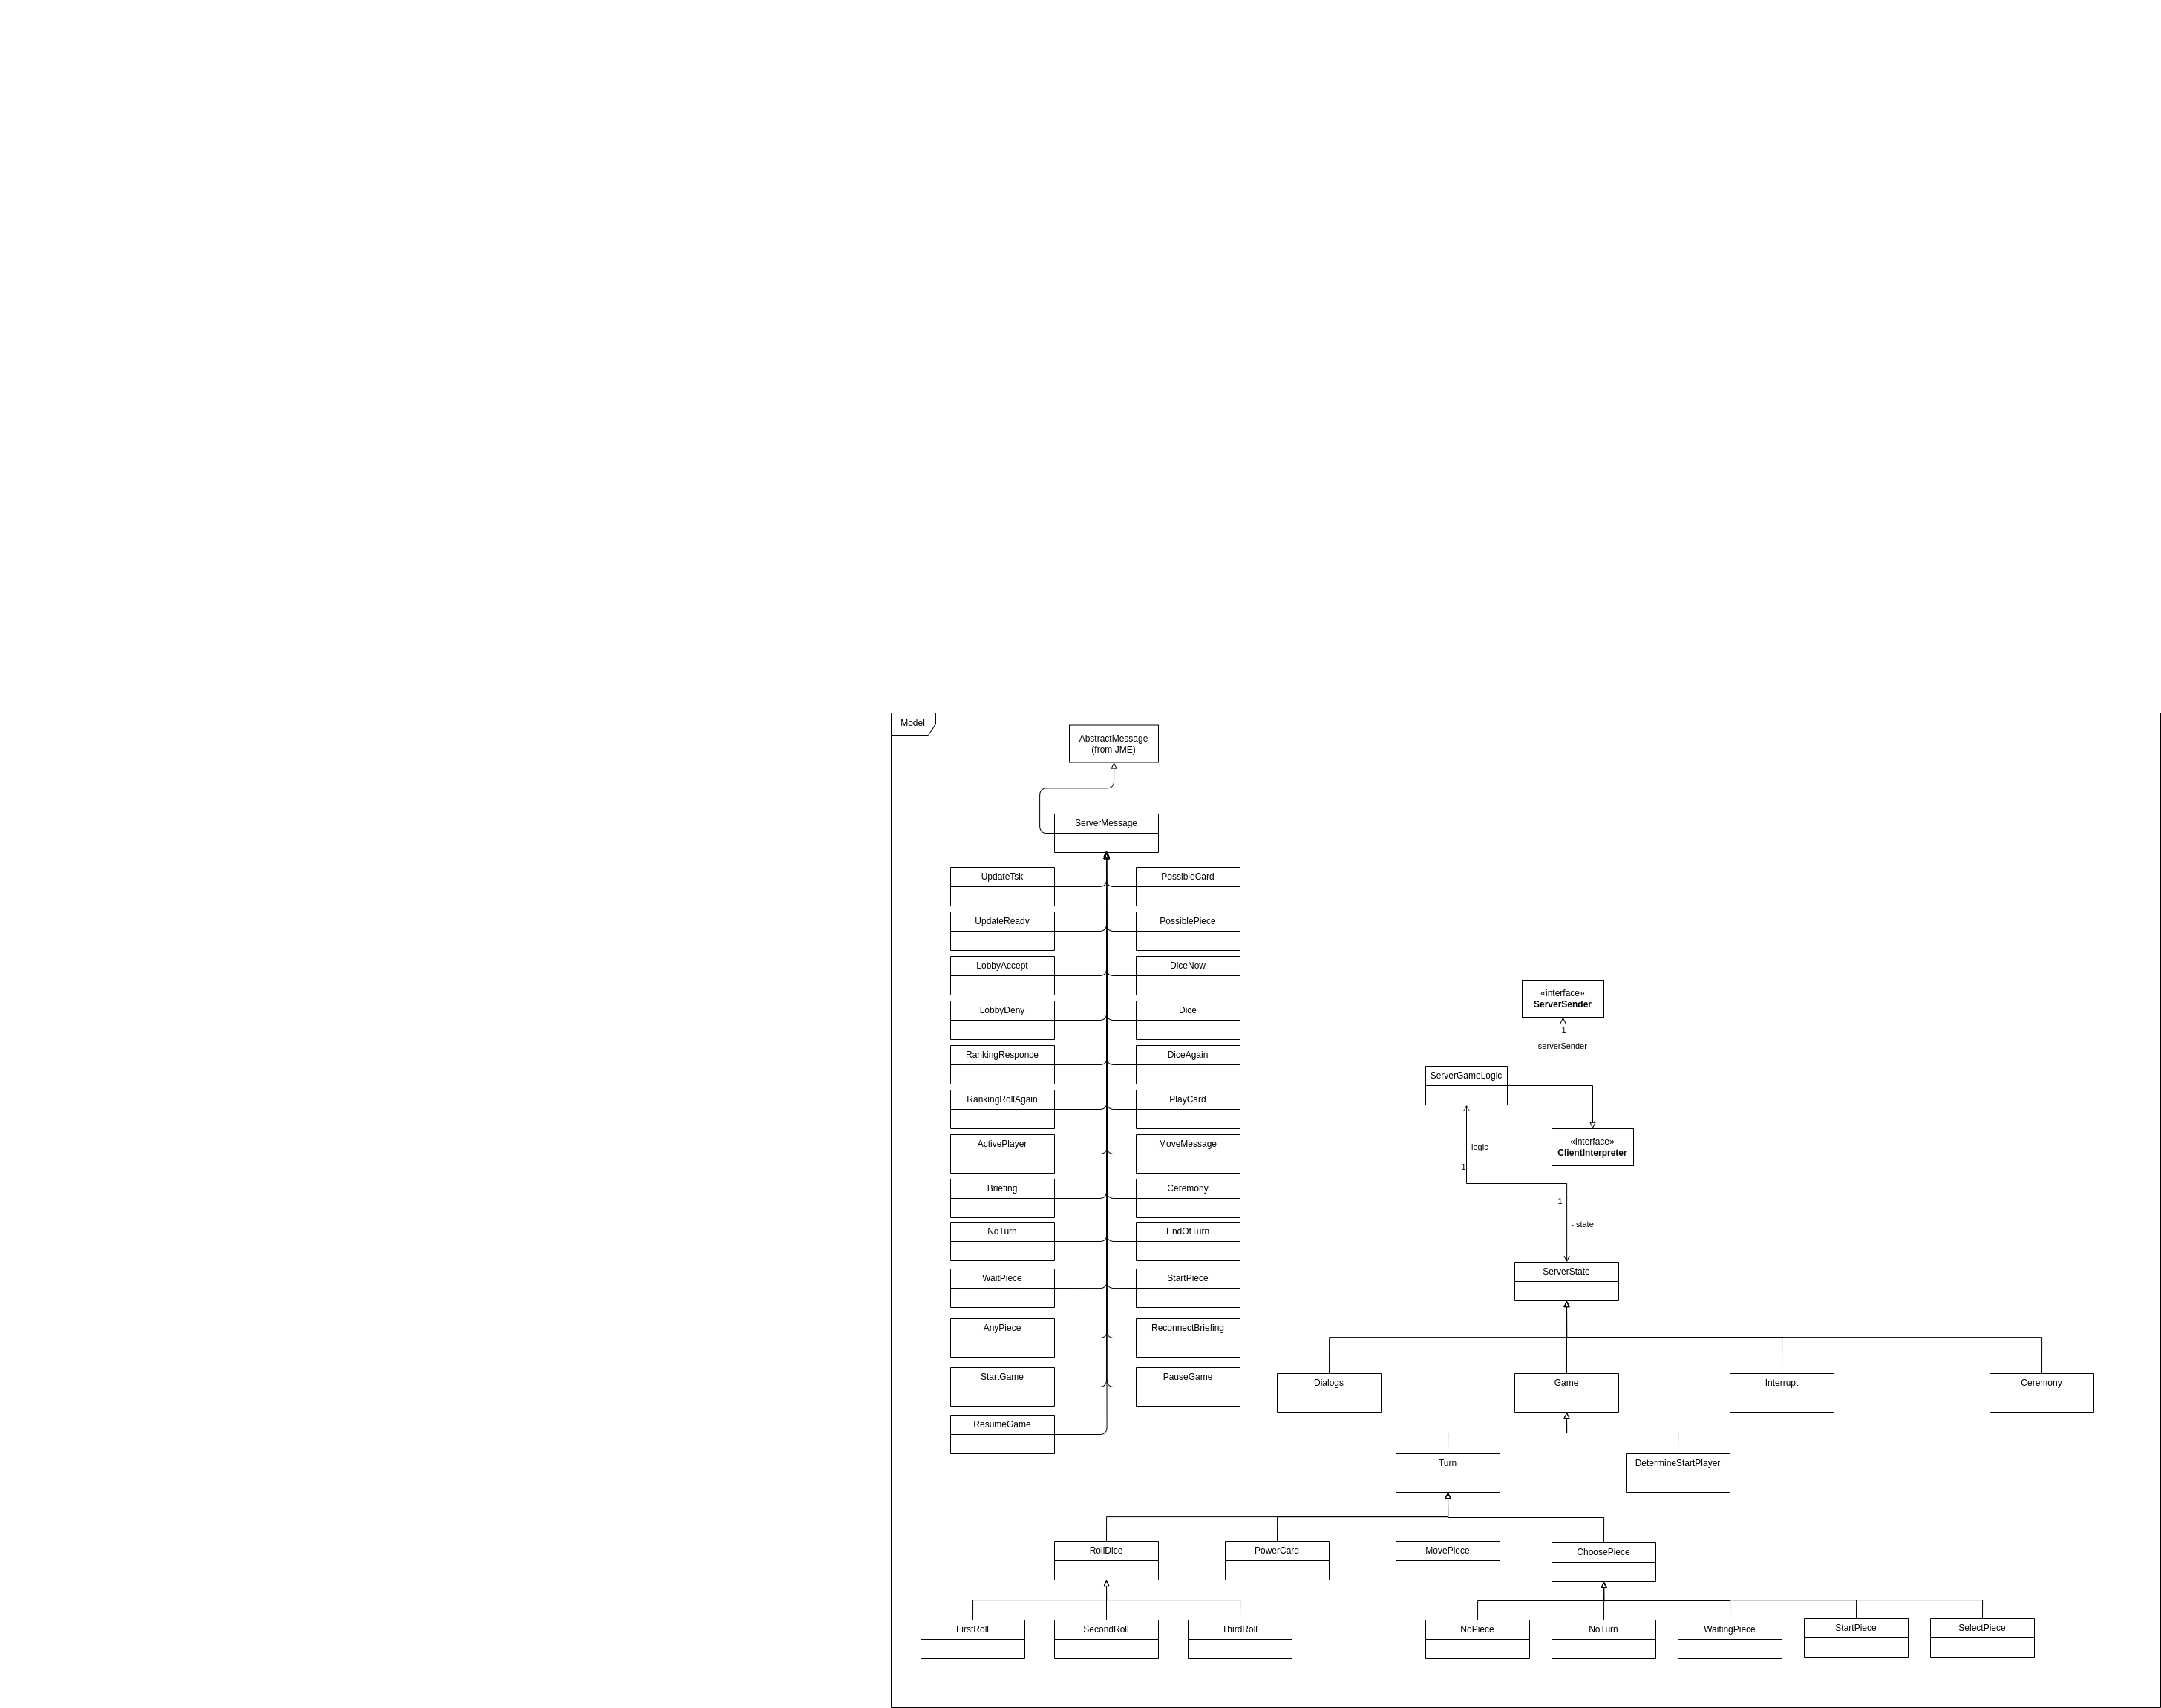 Model
AbstractMessage
(from JME)
ServerMessage
UpdateTsk
PossibleCard
UpdateReady
PossiblePiece
LobbyAccept
DiceNow
LobbyDeny
Dice
RankingResponce
DiceAgain
RankingRollAgain
PlayCard
ActivePlayer
MoveMessage
Briefing
Ceremony
NoTurn
EndOfTurn
WaitPiece
StartPiece
AnyPiece
ReconnectBriefing
StartGame
PauseGame
ResumeGame
«interface»
ServerSender
1
- serverSender
ServerGameLogic
«interface»
ClientInterpreter
-logic
1
1
- state
ServerState
Dialogs
Game
Interrupt
Ceremony
Turn
DetermineStartPlayer
RollDice
PowerCard
MovePiece
ChoosePiece
FirstRoll
SecondRoll
ThirdRoll
NoPiece
NoTurn
WaitingPiece
StartPiece
SelectPiece